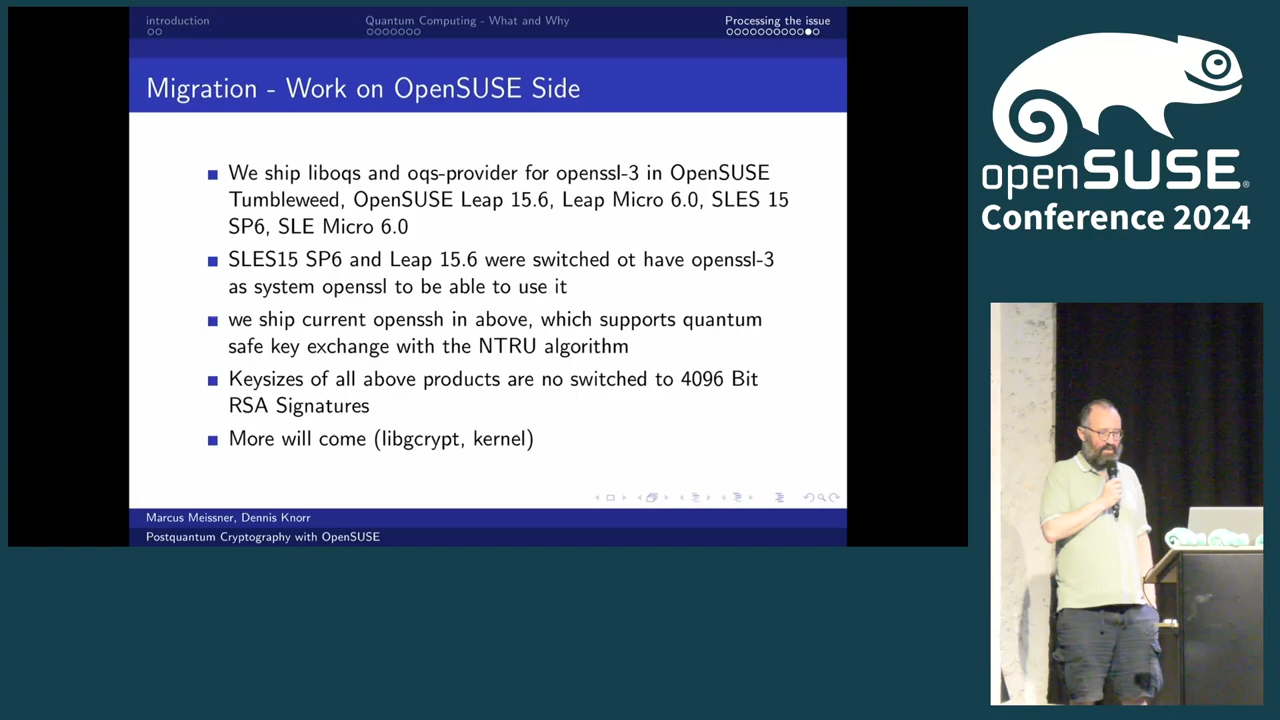 introduction
Quantum Computing - What and Why
Processing the issue
Migration - Work on OpenSUSE Side
We ship liboqs and oqs-provider for openssl-3 in OpenSUSE
Tumbleweed, OpenSUSE Leap 15.6, Leap Micro 6.0, SLES 15
SP6, SLE Micro 6.0
SLES15 SP6 and Leap 15.6 were switched ot have openssl-3
as system openssl to be able to use it
we ship current openssh in above, which supports quantum
safe key exchange with the NTRU algorithm
Keysizes of all above products are no switched to 4096 Bit
RSA Signatures
More will come (libgcrypt, kernel)
Marcus Meissner, Dennis Knorr
Postquantum Cryptography with OpenSUSE
openSUSE®
Conference 2024